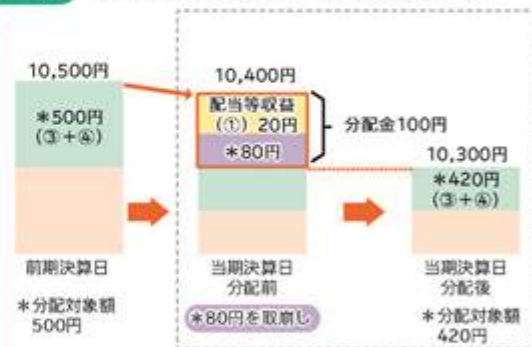 10,500円
*500円
(③+④)
前期決算日
*分配対象額
500円
10,400円
配当等収益
(①) 20円
*80円
分配金100円
当期決算日
分配前
*80円を取崩し
10,300円
*420円
(③+④)
当期決算日
分配後
*分配対象額
420円